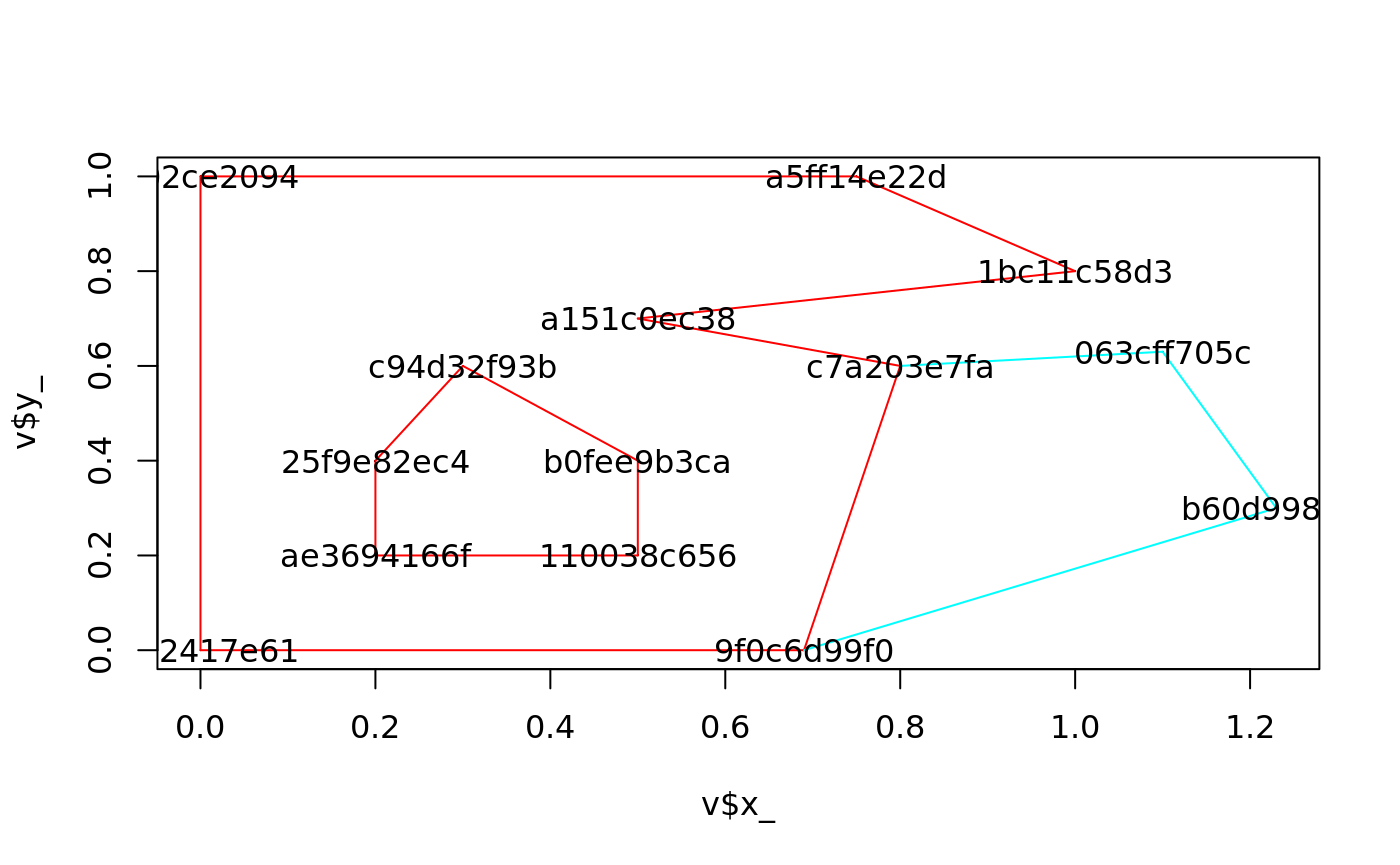 1.0
2ce2094
a5ff14e22d
0.8
1bc11c58d3
a151c0ec38
0.6
c94d32f93b
c7a203e7fa
063cff705c
v$y_
0.4
25f9e82ec4
b0fee9b3ca
b60d998
0.2
ae3694166f
110038c656
0.0
2417e61
9f0c6d99f0
0.0 0.2 0.4 0.6 0.8 1.0 1.2
v$x_